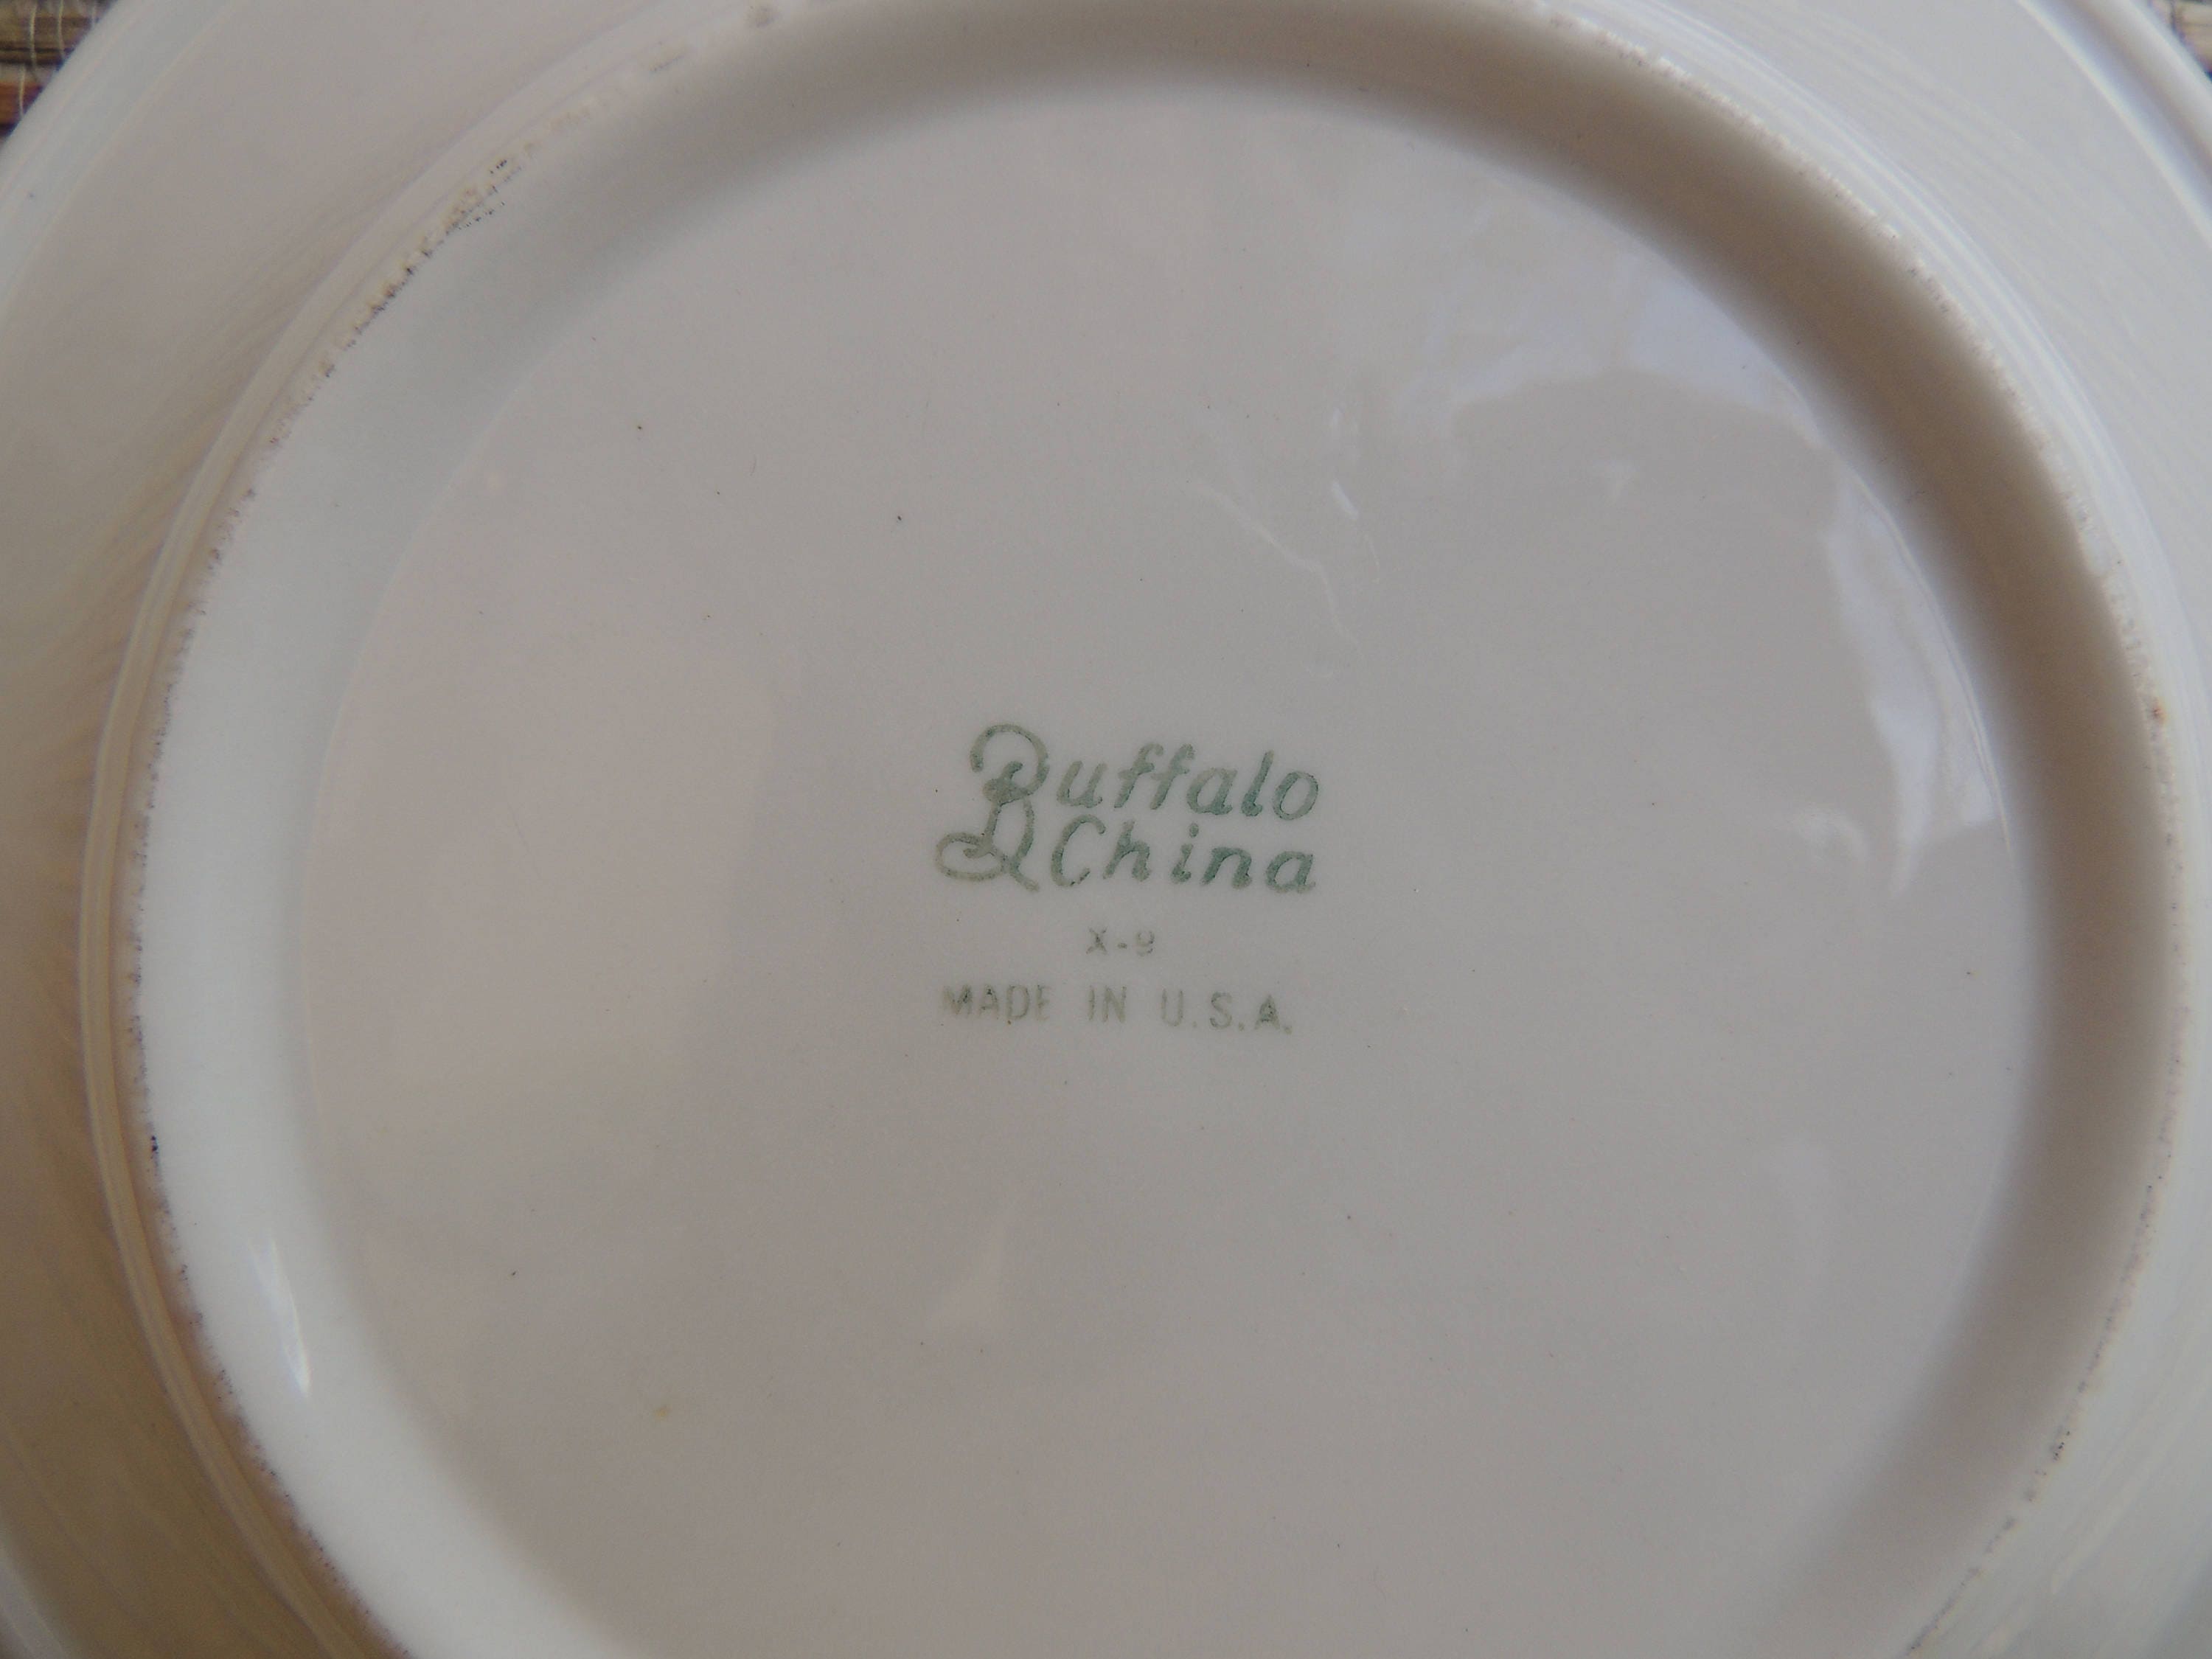 Buffalo
China
X-9
MADE IN U.S.A.